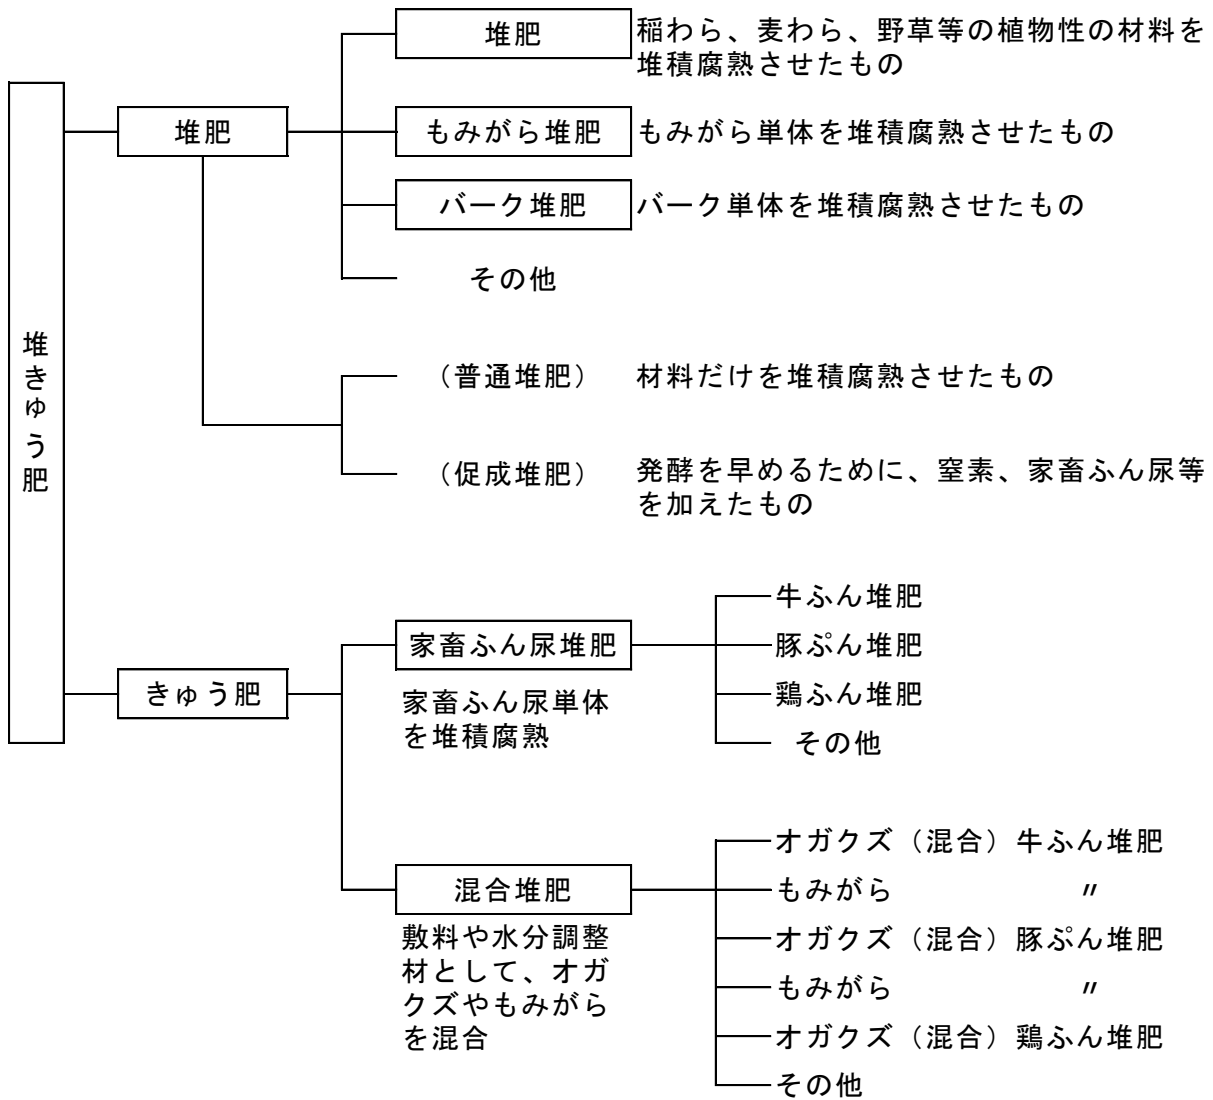 堆肥
稲わら、麦わら、野草等の植物性の材料を
堆積腐熟させたもの
堆肥
もみがら堆肥
もみがら単体を堆積腐熟させたもの
バーク堆肥
バーク単体を堆積腐熟させたもの
その他
堆きゅう肥
（普通堆肥）
材料だけを堆積腐熟させたもの
（促成堆肥）
発酵を早めるために、窒素、家畜ふん尿等
を加えたもの
きゅう肥
家畜ふん尿堆肥
家畜ふん尿単体
を堆積腐熟
牛ふん堆肥
豚ぷん堆肥
鶏ふん堆肥
その他
混合堆肥
敷料や水分調整
材として、オガ
クズやもみがら
を混合
オガクズ（混合）牛ふん堆肥
もみがら　　　　　　〃
オガクズ（混合）豚ぷん堆肥
もみがら　　　　　　〃
オガクズ（混合）鶏ふん堆肥
その他